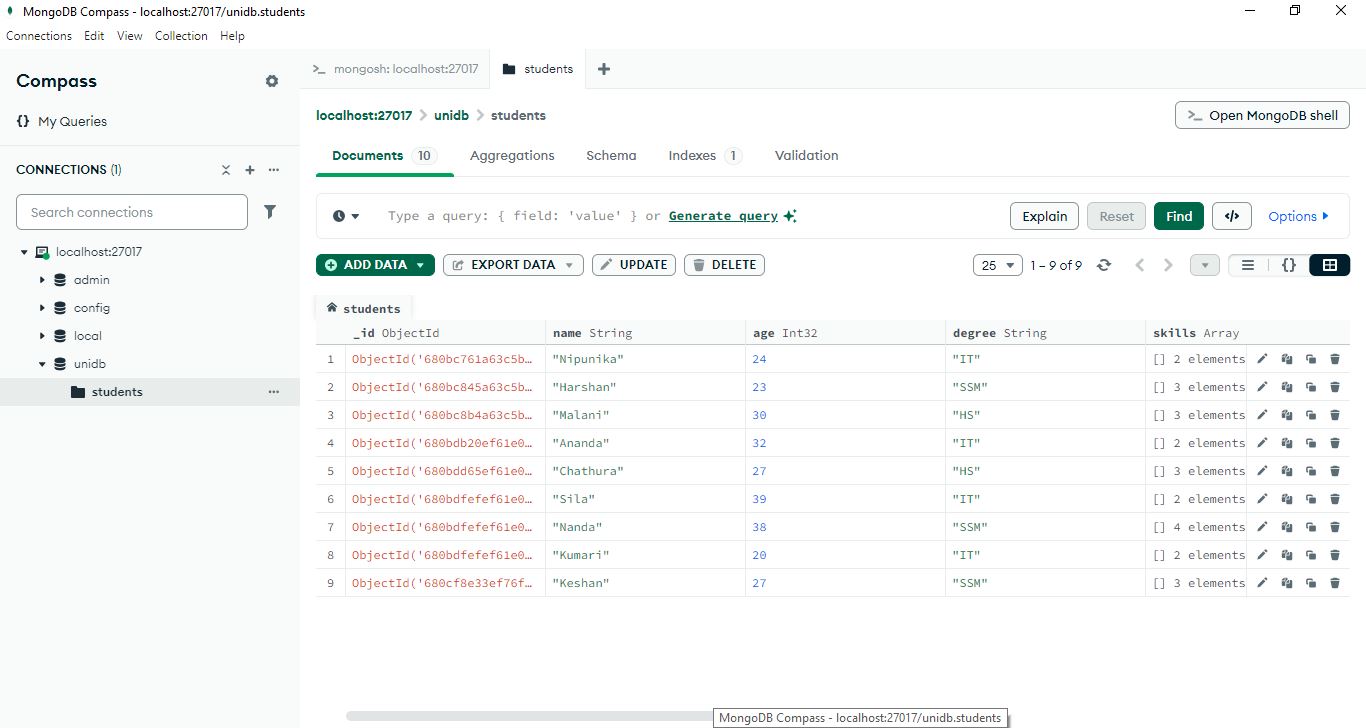 MongoDB Compass - localhost:27017/unidb.students
Connections Edit View Collection Help
Compass
{} My Queries
CONNECTIONS (1)
Search connections
localhost:27017
admin
config
local
unidb
students
>_ mongosh: localhost:27017 students
localhost:27017 > unidb > students
>_ Open MongoDB shell
Documents 10 Aggregations Schema Indexes 1 Validation
Type a query: { field: 'value' } or Generate query
Explain Reset Find </> Options
ADD DATA EXPORT DATA UPDATE DELETE 25 1 – 9 of 9 {}
students
_id ObjectId name String age Int32 degree String skills Array
1 ObjectId('680bc761a63c5b… "Nipunika" 24 "IT" [] 2 elements
2 ObjectId('680bc845a63c5b… "Harshan" 23 "SSM" [] 3 elements
3 ObjectId('680bc8b4a63c5b… "Malani" 30 "HS" [] 3 elements
4 ObjectId('680bdb20ef61e0… "Ananda" 32 "IT" [] 2 elements
5 ObjectId('680bdd65ef61e0… "Chathura" 27 "HS" [] 3 elements
6 ObjectId('680bdfefef61e0… "Sila" 39 "IT" [] 2 elements
7 ObjectId('680bdfefef61e0… "Nanda" 38 "SSM" [] 4 elements
8 ObjectId('680bdfefef61e0… "Kumari" 20 "IT" [] 2 elements
9 ObjectId('680cf8e33ef76f… "Keshan" 27 "SSM" [] 3 elements
MongoDB Compass - localhost:27017/unidb.students